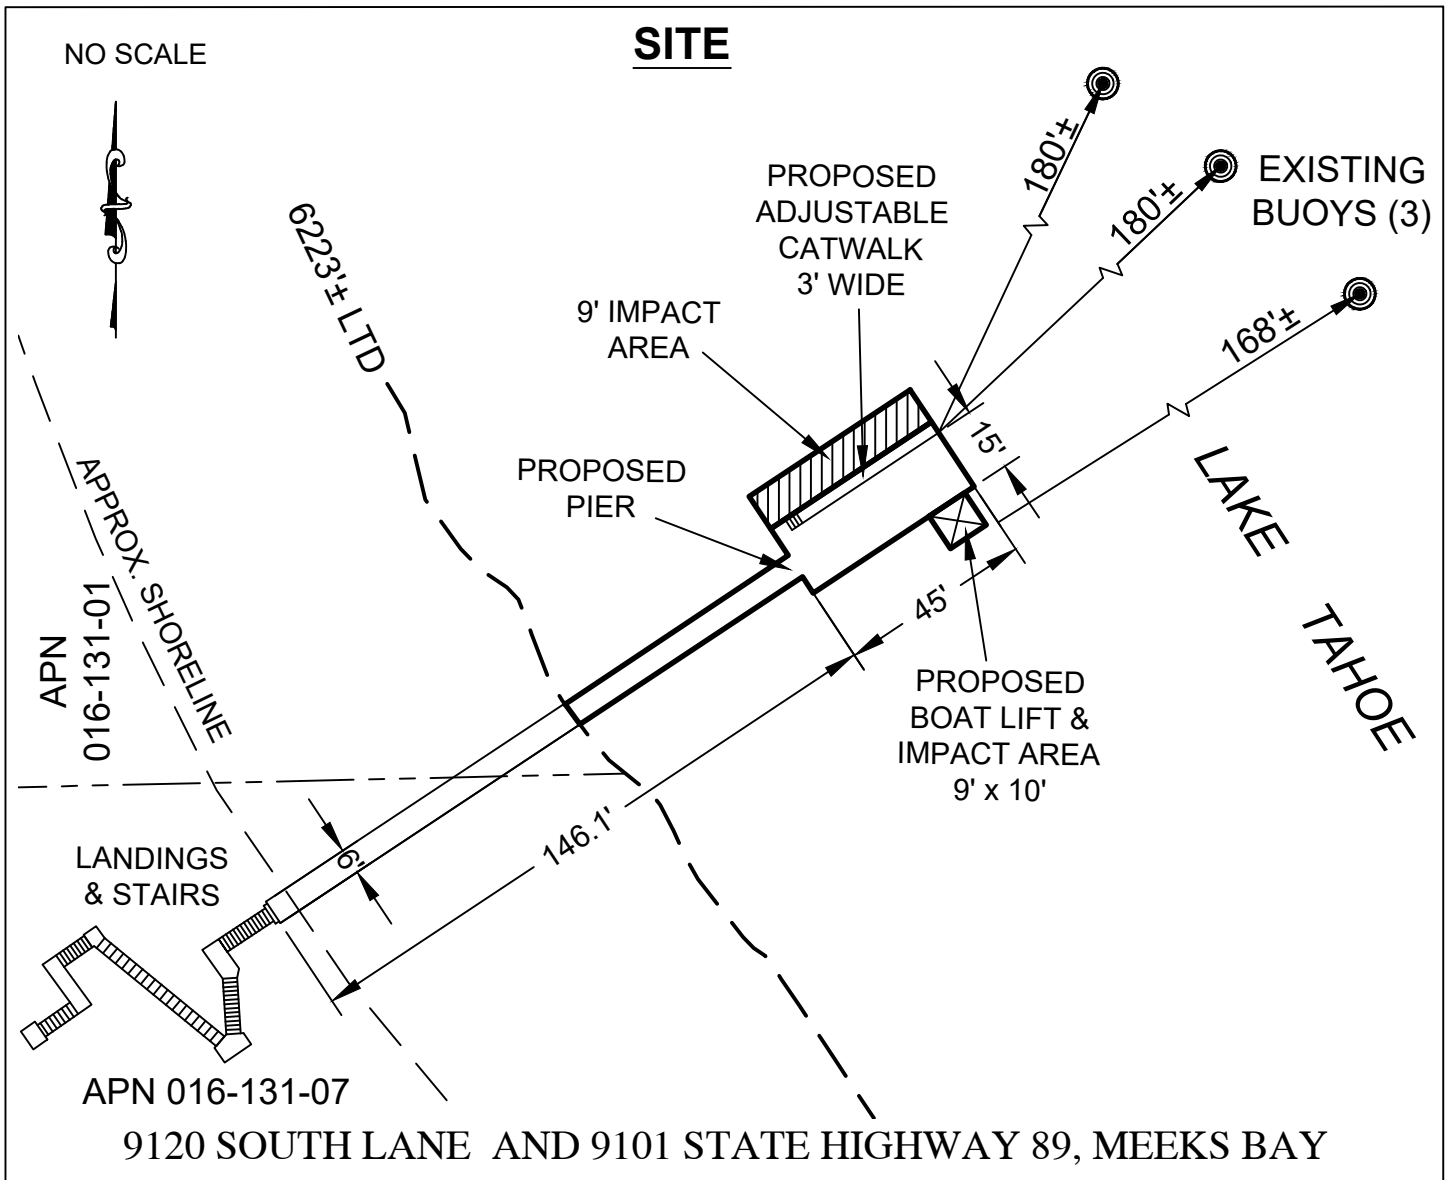 SITE
NO SCALE
180'±
180'±
168'±
EXISTING
BUOYS (3)
PROPOSED
ADJUSTABLE
CATWALK
3' WIDE
6223'± LTD
9' IMPACT
AREA
15'
PROPOSED
PIER
LAKE
TAHOE
APPROX. SHORELINE
APN
016-131-01
45'
PROPOSED
BOAT LIFT &
IMPACT AREA
9' x 10'
146.1'
6'
LANDINGS
& STAIRS
APN 016-131-07
9120 SOUTH LANE AND 9101 STATE HIGHWAY 89, MEEKS BAY